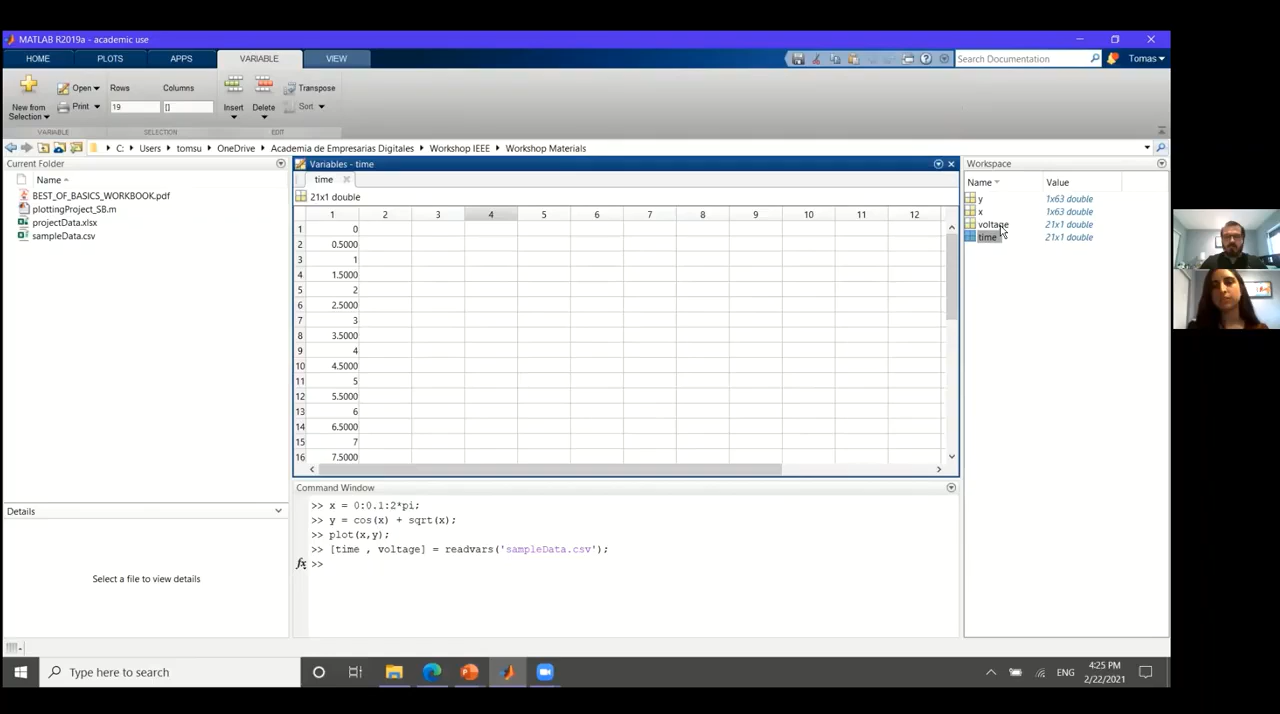 MATLAB R2019a - academic use
HOME PLOTS APPS VARIABLE VIEW
Search Documentation
Tomas
New from
Selection
Open
Print
Rows
19
Columns
[]
Insert
Delete
Transpose
Sort
VARIABLE SELECTION EDIT
C: Users tomsu OneDrive Academia de Empresarias Digitales Workshop IEEE Workshop Materials
Current Folder
Name
BEST_OF_BASICS_WORKBOOK.pdf
plottingProject_SB.m
projectData.xlsx
sampleData.csv
Details
Select a file to view details
Variables - time
time
21x1 double
1 2 3 4 5 6 7 8 9 10 11 12
1 0
2 0.5000
3 1
4 1.5000
5 2
6 2.5000
7 3
8 3.5000
9 4
10 4.5000
11 5
12 5.5000
13 6
14 6.5000
15 7
16 7.5000
Command Window
>> x = 0:0.1:2*pi;
>> y = cos(x) + sqrt(x);
>> plot(x,y);
>> [time , voltage] = readvars('sampleData.csv');
fx >>
Workspace
Name Value
y 1x63 double
x 1x63 double
voltage 21x1 double
time 21x1 double
Type here to search
ENG
4:25 PM
2/22/2021